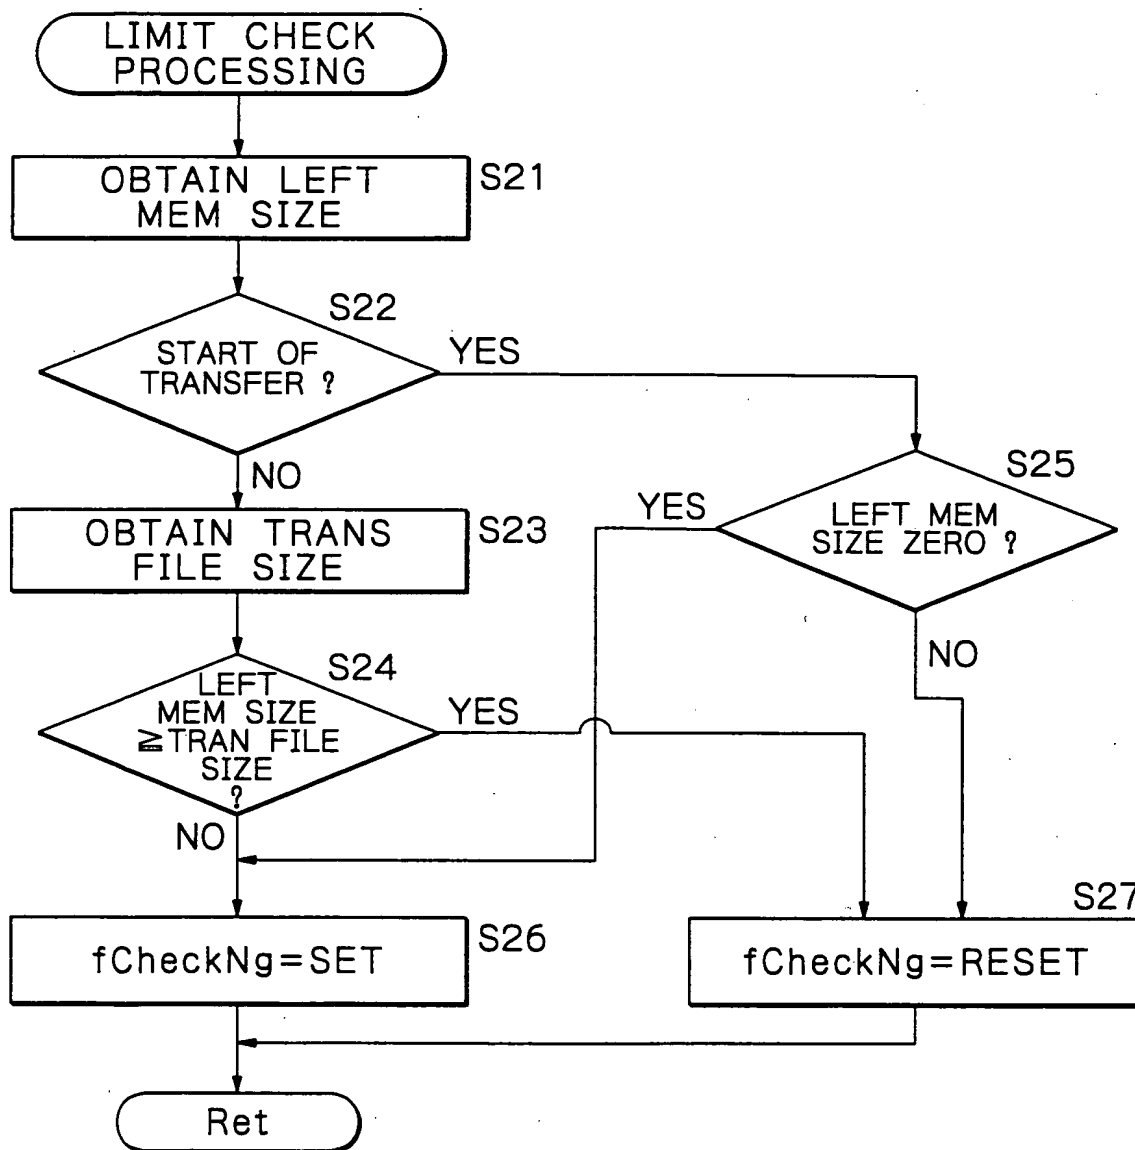 LIMIT CHECK
PROCESSING
OBTAIN LEFT
MEM SIZE
S21
S22
START OF
TRANSFER ?
YES
NO
S25
LEFT MEM
SIZE ZERO ?
YES
NO
OBTAIN TRANS
FILE SIZE
S23
S24
LEFT
MEM SIZE
≧TRAN FILE
SIZE
?
YES
NO
fCheckNg=SET
S26
S27
fCheckNg=RESET
Ret